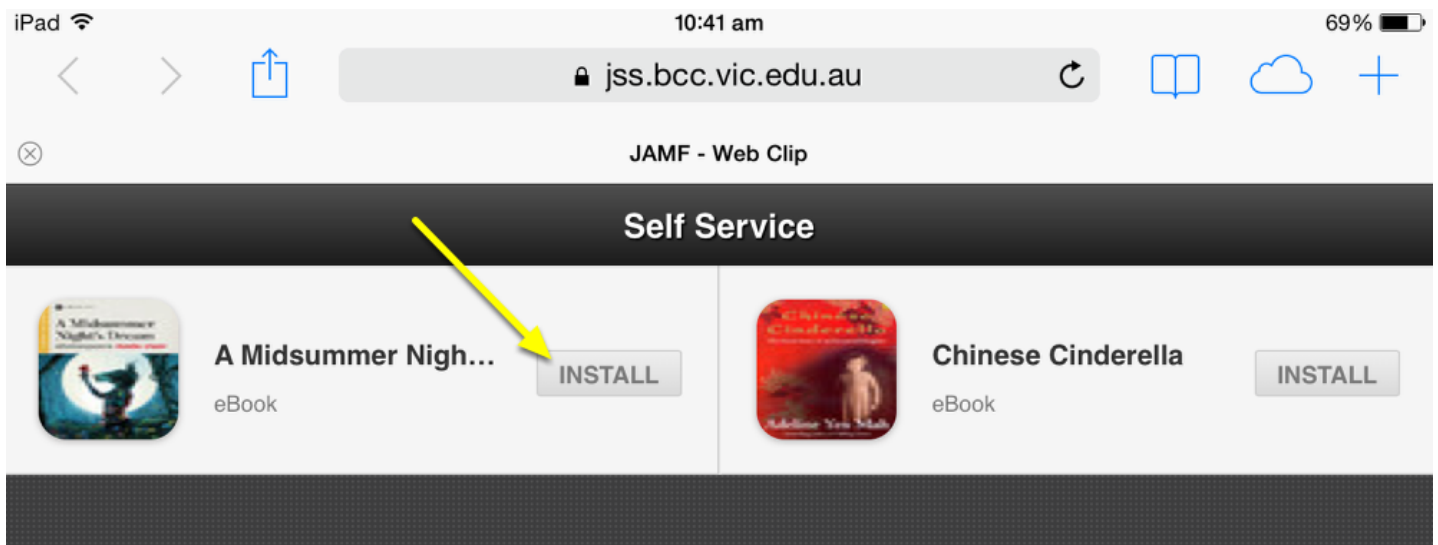 iPad 10:41 am 69%
jss.bcc.vic.edu.au
JAMF - Web Clip
Self Service
A Midsummer
Night's Dream
A Midsummer Nigh...
eBook
INSTALL
Chinese
Cinderella
Adeline Yen Mah
Chinese Cinderella
eBook
INSTALL